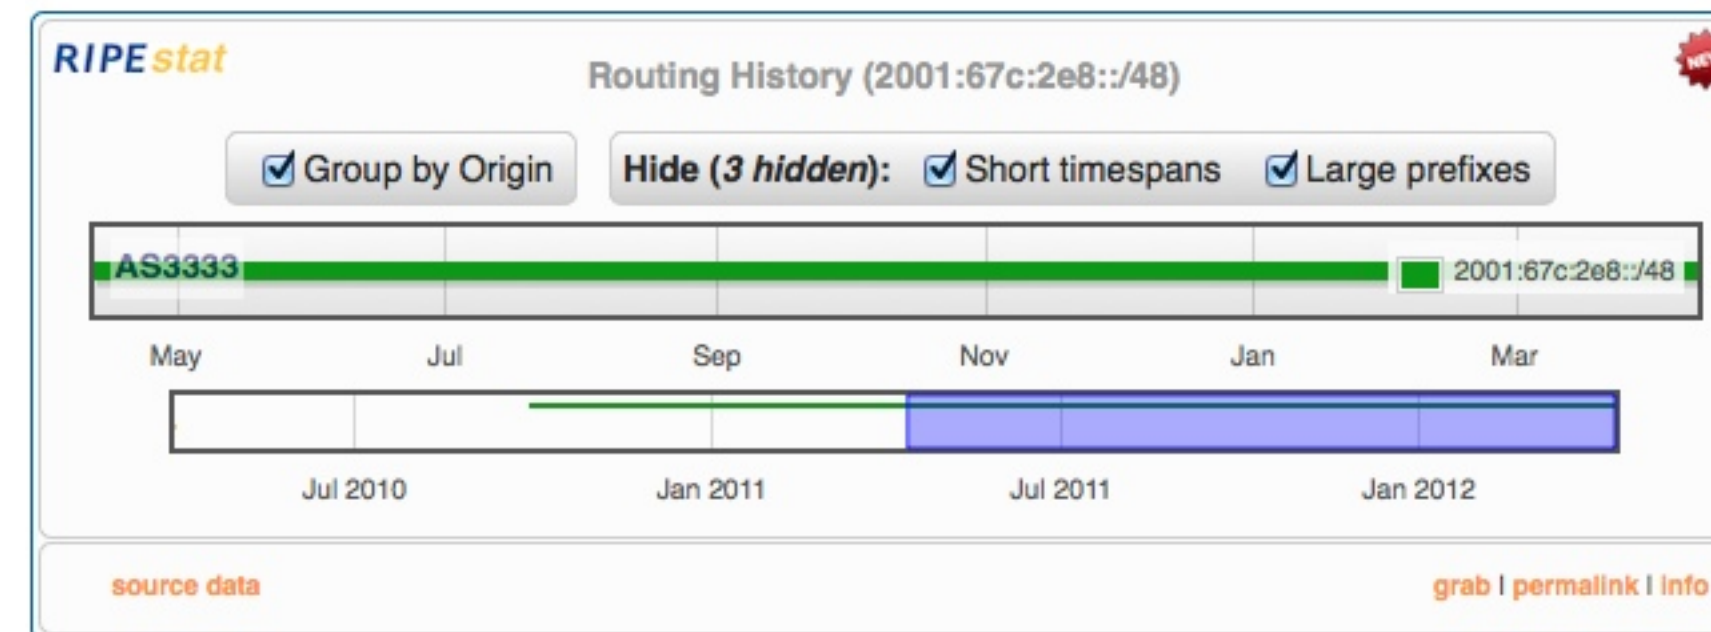 RIPEstat
Routing History (2001:67c:2e8::/48)
NEW
Group by Origin Hide (3 hidden): Short timespans Large prefixes
AS3333 2001:67c:2e8::/48
May Jul Sep Nov Jan Mar
Jul 2010 Jan 2011 Jul 2011 Jan 2012
source data grab | permalink | info